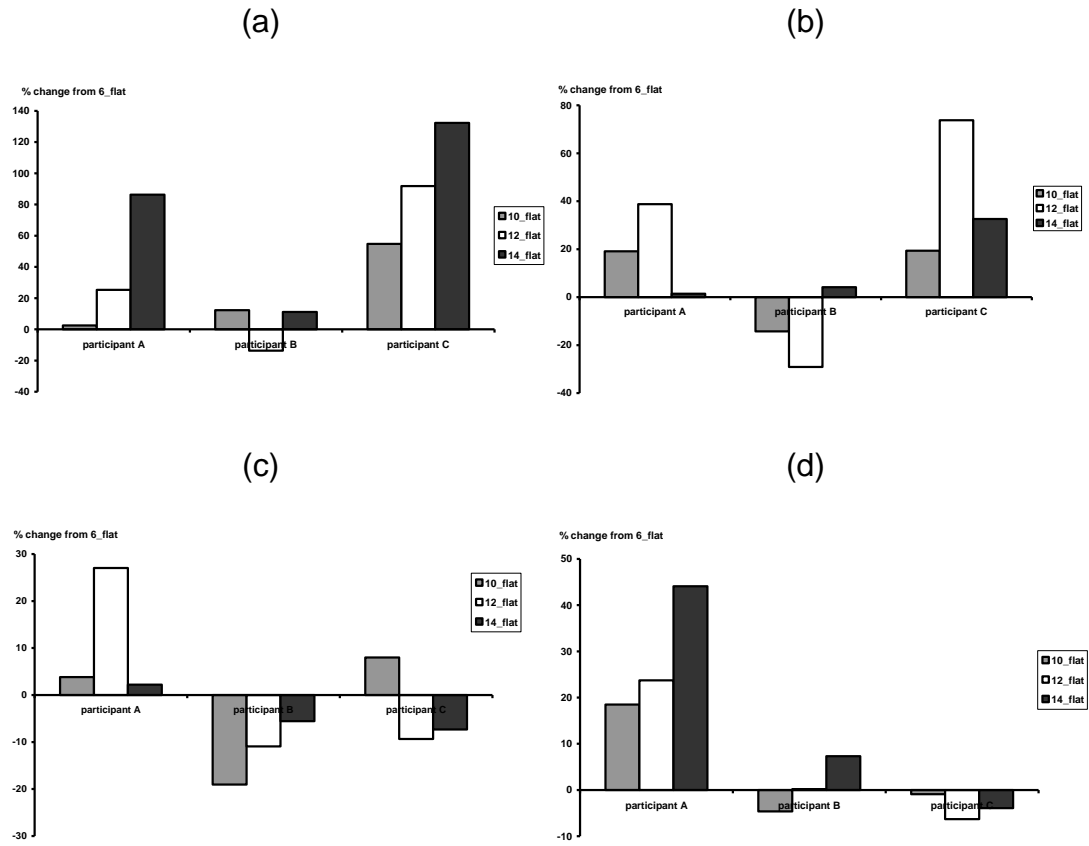 (a)
% change from 6_flat
140
120
100
80
60
40
20
0
-20
-40
participant A participant B participant C
10_flat
12_flat
14_flat
(b)
% change from 6_flat
80
60
40
20
0
-20
-40
participant A participant B participant C
10_flat
12_flat
14_flat
(c)
% change from 6_flat
30
20
10
0
-10
-20
-30
participant A participant B participant C
10_flat
12_flat
14_flat
(d)
% change from 6_flat
50
40
30
20
10
0
-10
participant A participant B participant C
10_flat
12_flat
14_flat